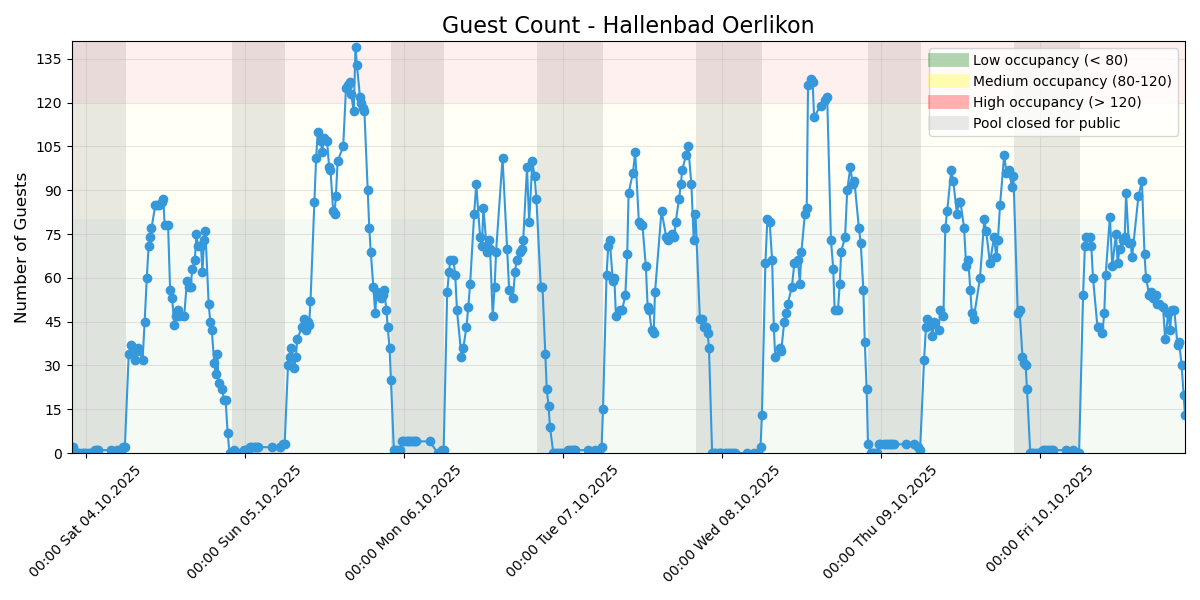 Guest Count - Hallenbad Oerlikon
Number of Guests
135
120
105
90
75
60
45
30
15
0
Low occupancy (< 80)
Medium occupancy (80-120)
High occupancy (> 120)
Pool closed for public
00:00 Sat 04.10.2025
00:00 Sun 05.10.2025
00:00 Mon 06.10.2025
00:00 Tue 07.10.2025
00:00 Wed 08.10.2025
00:00 Thu 09.10.2025
00:00 Fri 10.10.2025